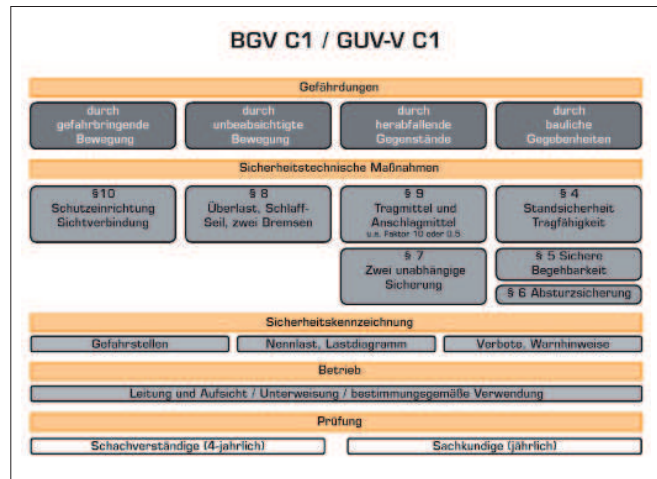 BGV C1 / GUV-V C1
Gefährdungen
durch
gefahrbringende
Bewegung
durch
unbeabsichtigte
Bewegung
durch
herabfallende
Gegenstände
durch
bauliche
Gegebenheiten
Sicherheitstechnische Maßnahmen
§10
Schutzeinrichtung
Sichtverbindung
§ 8
Überlast, Schlaff-
Seil, zwei Bremsen
§ 9
Tragmittel und
Anschlagmittel
u.a. Faktor 10 oder 0.5
§ 4
Standsicherheit
Tragfähigkeit
§ 7
Zwei unabhängige
Sicherung
§ 5 Sichere
Begehbarkeit
§ 6 Absturzsicherung
Sicherheitskennzeichnung
Gefahrstellen
Nennlast, Lastdiagramm
Verbote, Warnhinweise
Betrieb
Leitung und Aufsicht / Unterweisung / bestimmungsgemäße Verwendung
Prüfung
Schachverständige (4-jahrlich)
Sachkundige (jährlich)